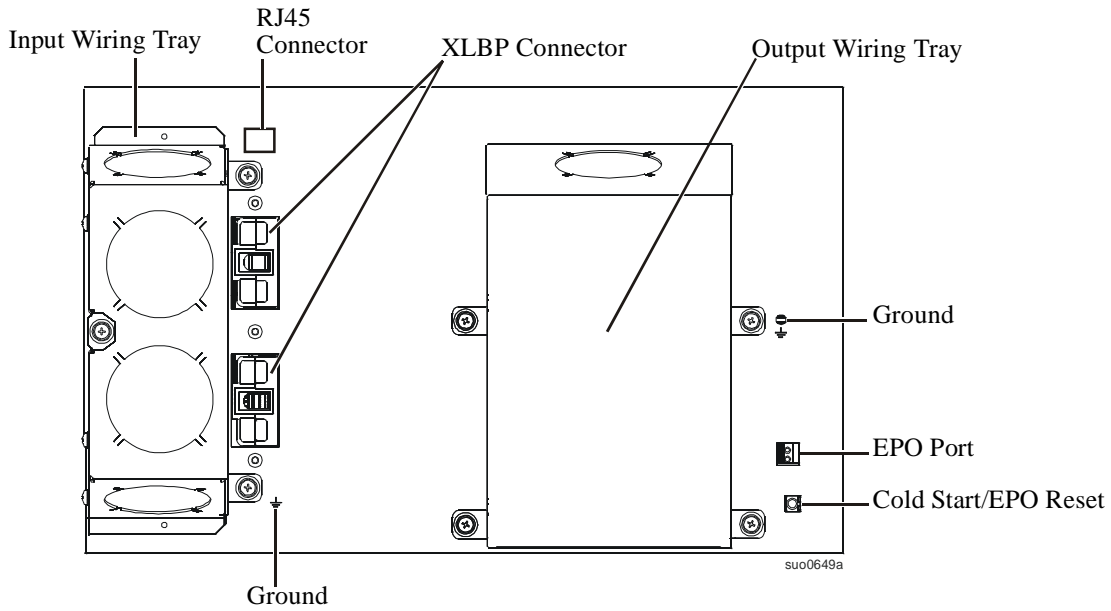 RJ45
Connector
Input Wiring Tray
XLBP Connector
Output Wiring Tray
Ground
EPO Port
Cold Start/EPO Reset
suo0649a
Ground